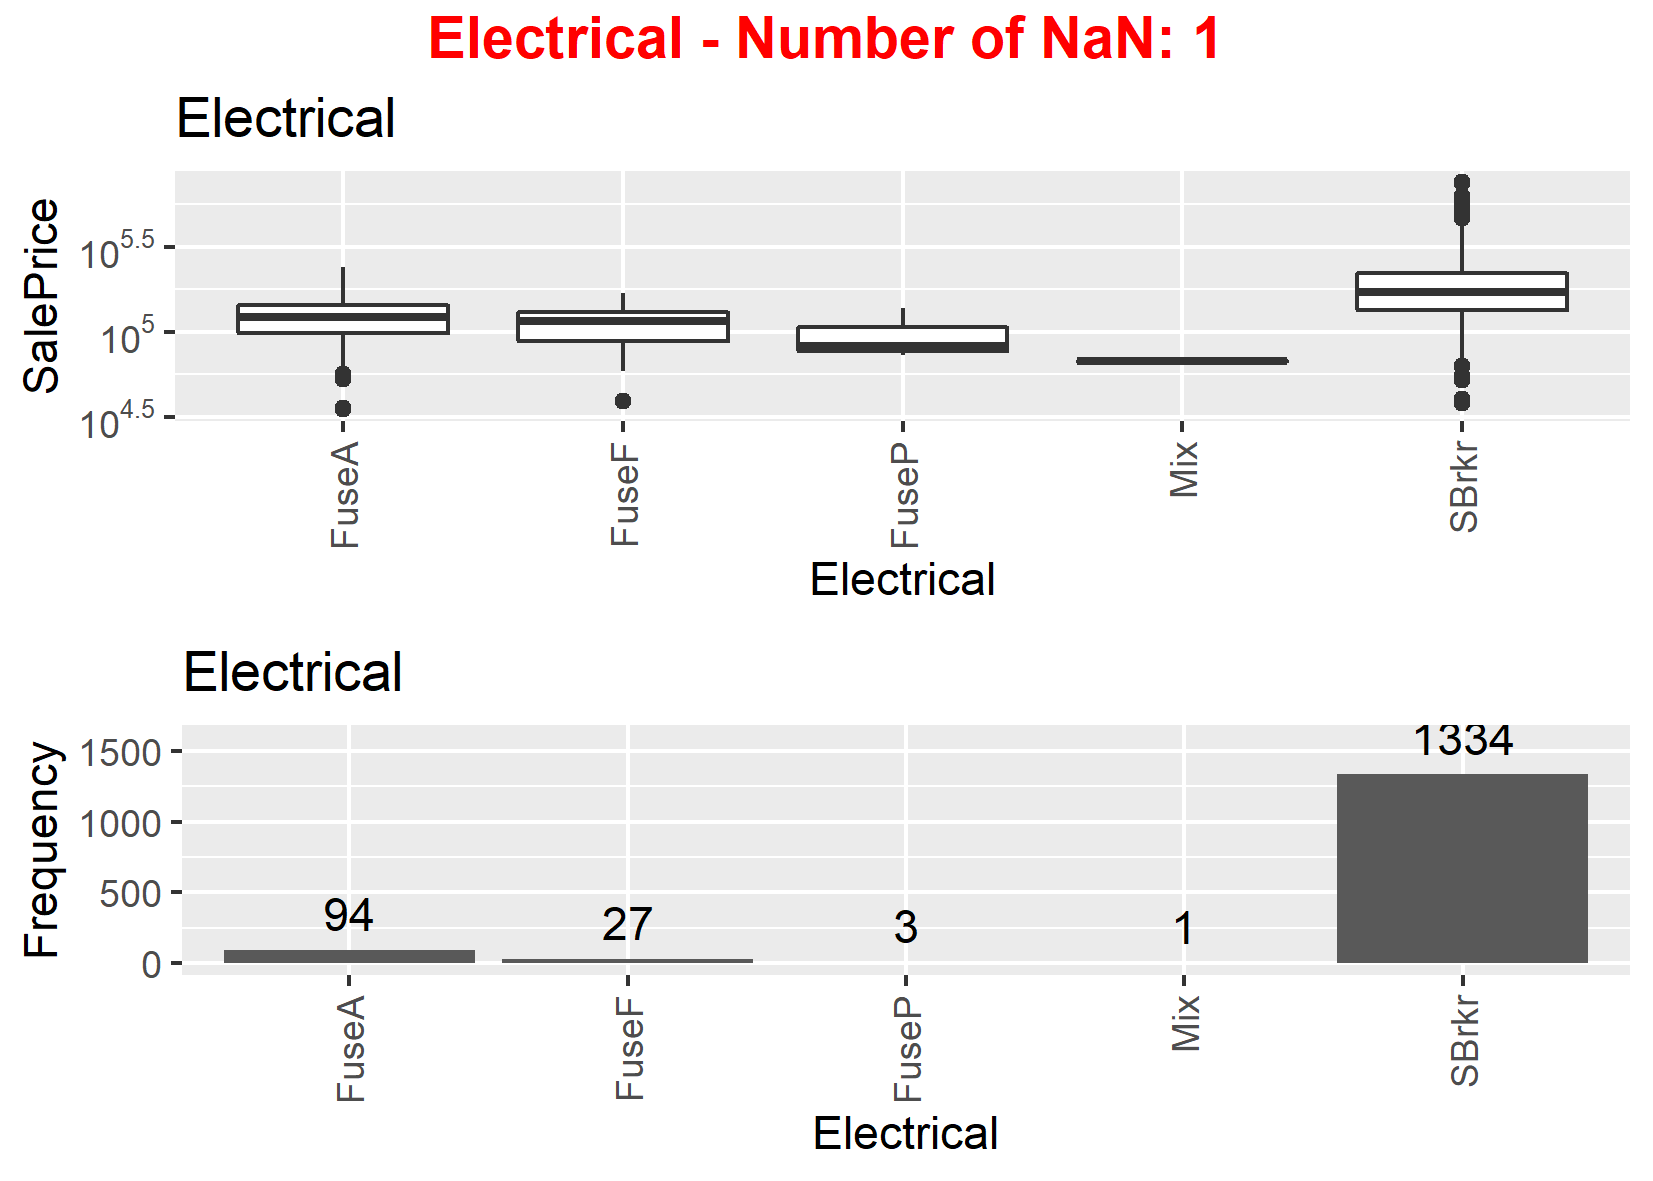 Electrical - Number of NaN: 1
Electrical
SalePrice
10^5.5
10^5
10^4.5
FuseA
FuseF
FuseP
Mix
SBrkr
Electrical
Electrical
Frequency
1500
1000
500
0
94
27
3
1
1334
FuseA
FuseF
FuseP
Mix
SBrkr
Electrical